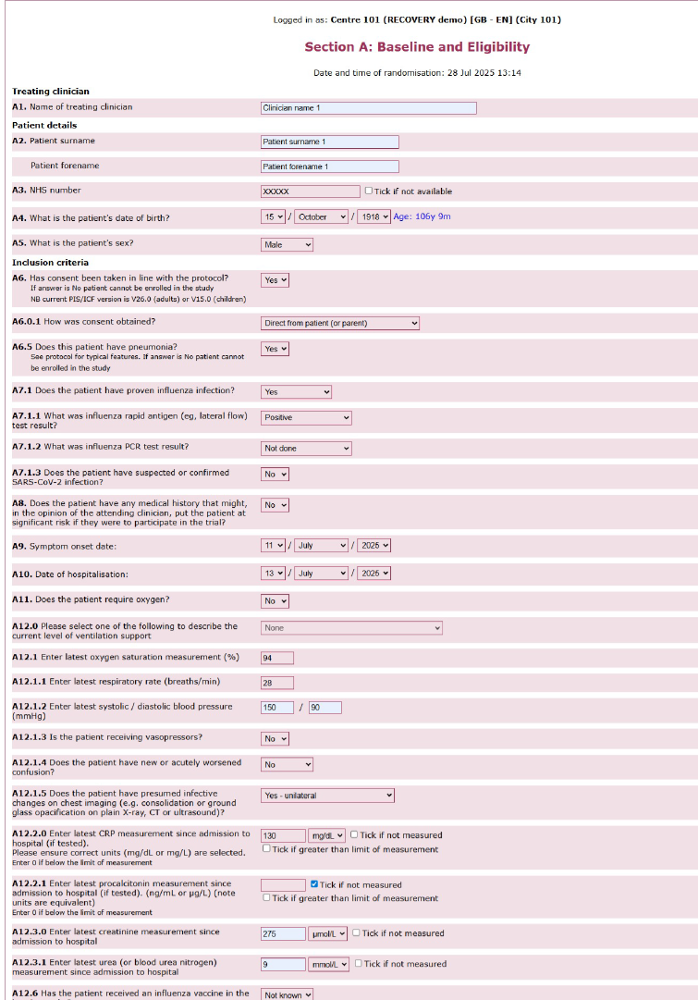 Logged in as: Centre 101 (RECOVERY demo) [GB - EN] (City 101)
Section A: Baseline and Eligibility
Date and time of randomisation: 28 Jul 2025 13:14
Treating clinician
A1. Name of treating clinician Clinician name 1
Patient details
A2. Patient surname Patient surname 1
Patient forename Patient forename 1
A3. NHS number XXXXX Tick if not available
A4. What is the patient's date of birth? 15 / October / 1918 Age: 106y 9m
A5. What is the patient's sex? Male
Inclusion criteria
A6. Has consent been taken in line with the protocol? Yes
If answer is No patient cannot be enrolled in the study
NB current PIS/ICF version is V26.0 (adults) or V15.0 (children)
A6.0.1 How was consent obtained? Direct from patient (or parent)
A6.5 Does this patient have pneumonia? Yes
See protocol for typical features. If answer is No patient cannot
be enrolled in the study
A7.1 Does the patient have proven influenza infection? Yes
A7.1.1 What was influenza rapid antigen (eg, lateral flow) Positive
test result?
A7.1.2 What was influenza PCR test result? Not done
A7.1.3 Does the patient have suspected or confirmed No
SARS-CoV-2 infection?
A8. Does the patient have any medical history that might, No
in the opinion of the attending clinician, put the patient at
significant risk if they were to participate in the trial?
A9. Symptom onset date: 11 / July / 2025
A10. Date of hospitalisation: 13 / July / 2025
A11. Does the patient require oxygen? No
A12.0 Please select one of the following to describe the None
current level of ventilation support
A12.1 Enter latest oxygen saturation measurement (%) 94
A12.1.1 Enter latest respiratory rate (breaths/min) 28
A12.1.2 Enter latest systolic / diastolic blood pressure 150 / 90
(mmHg)
A12.1.3 Is the patient receiving vasopressors? No
A12.1.4 Does the patient have new or acutely worsened No
confusion?
A12.1.5 Does the patient have presumed infective Yes - unilateral
changes on chest imaging (e.g. consolidation or ground
glass opacification on plain X-ray, CT or ultrasound)?
A12.2.0 Enter latest CRP measurement since admission to 130 mg/dL Tick if not measured
hospital (if tested). Tick if greater than limit of measurement
Please ensure correct units (mg/dL or mg/L) are selected.
Enter 0 if below the limit of measurement
A12.2.1 Enter latest procalcitonin measurement since Tick if not measured
admission to hospital (if tested). (ng/mL or µg/L) (note Tick if greater than limit of measurement
units are equivalent)
Enter 0 if below the limit of measurement
A12.3.0 Enter latest creatinine measurement since 275 µmol/L Tick if not measured
admission to hospital
A12.3.1 Enter latest urea (or blood urea nitrogen) 9 mmol/L Tick if not measured
measurement since admission to hospital
A12.6 Has the patient received an influenza vaccine in the Not known